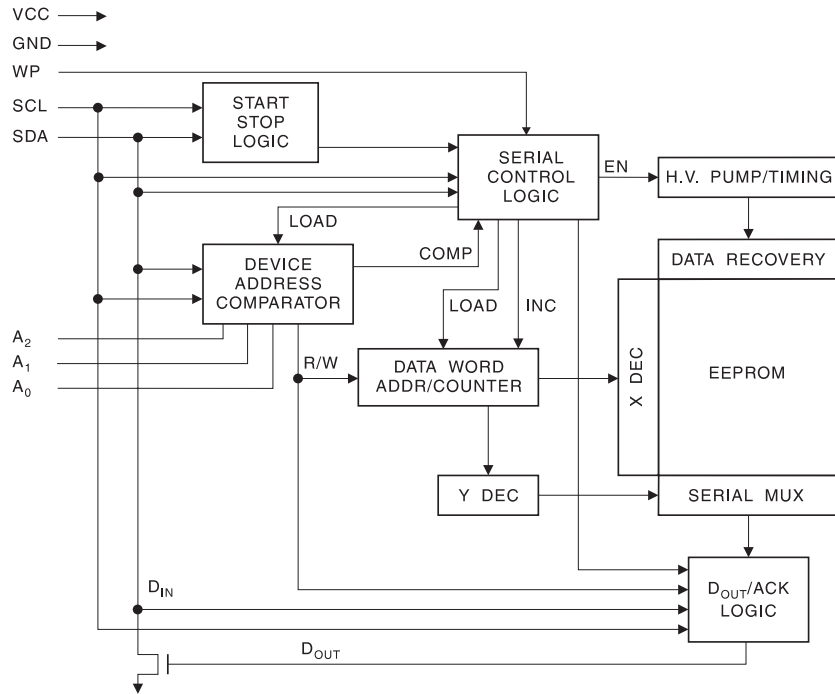 VCC
GND
WP
SCL
SDA
START
STOP
LOGIC
SERIAL
CONTROL
LOGIC
EN
H.V. PUMP/TIMING
LOAD
COMP
DEVICE
ADDRESS
COMPARATOR
LOAD
INC
DATA RECOVERY
A2
A1
A0
R/W
DATA WORD
ADDR/COUNTER
X DEC
EEPROM
Y DEC
SERIAL MUX
DIN
DOUT/ACK
LOGIC
DOUT